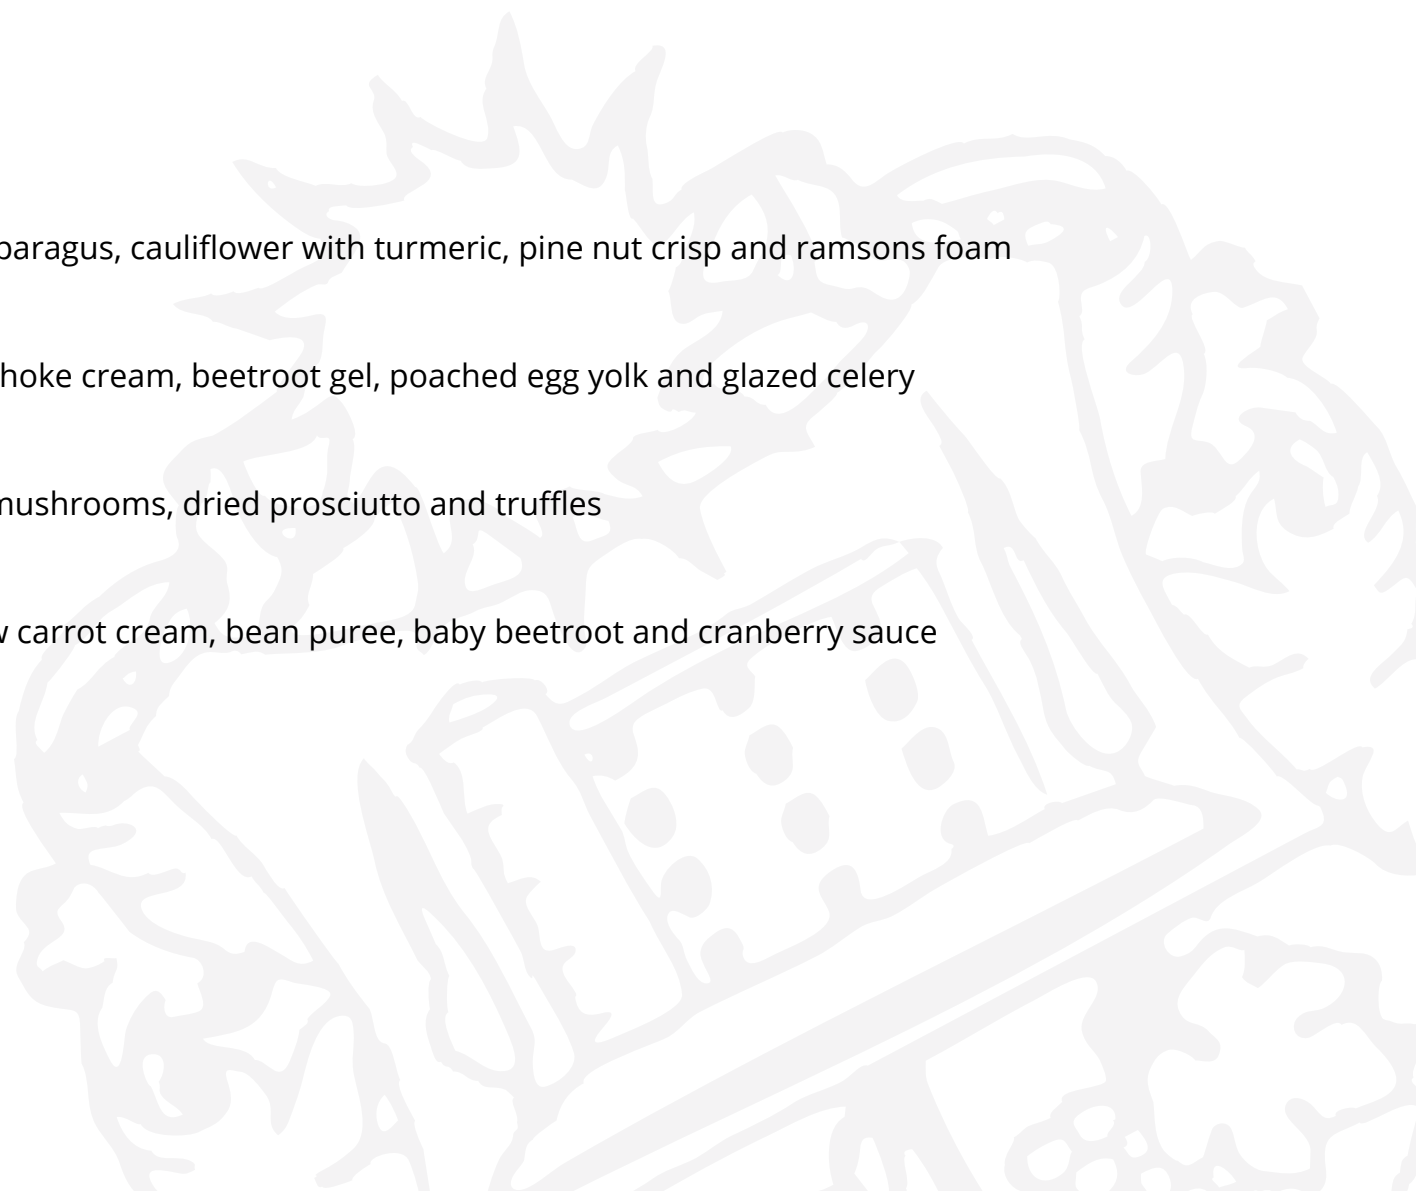 paragus, cauliflower with turmeric, pine nut crisp and ramsons foam
hoke cream, beetroot gel, poached egg yolk and glazed celery
mushrooms, dried prosciutto and truffles
carrot cream, bean puree, baby beetroot and cranberry sauce